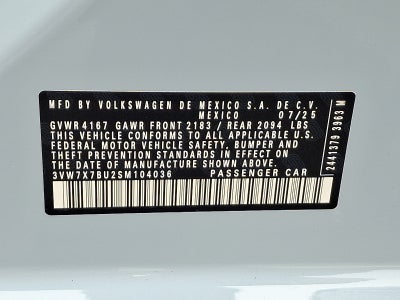 MFD BY VOLKSWAGEN DE MEXICO S.A. DE C.V.
MEXICO 07/25
GVWR 4167 GAWR FRONT 2183 / REAR 2094 LBS
THIS VEHICLE CONFORMS TO ALL APPLICABLE U.S.
FEDERAL MOTOR VEHICLE SAFETY, BUMPER AND
THEFT PREVENTION STANDARDS IN EFFECT ON
THE DATE OF MANUFACTURE SHOWN ABOVE
3VW7X7BU2SM104036 PASSENGER CAR
2441379 3963 M